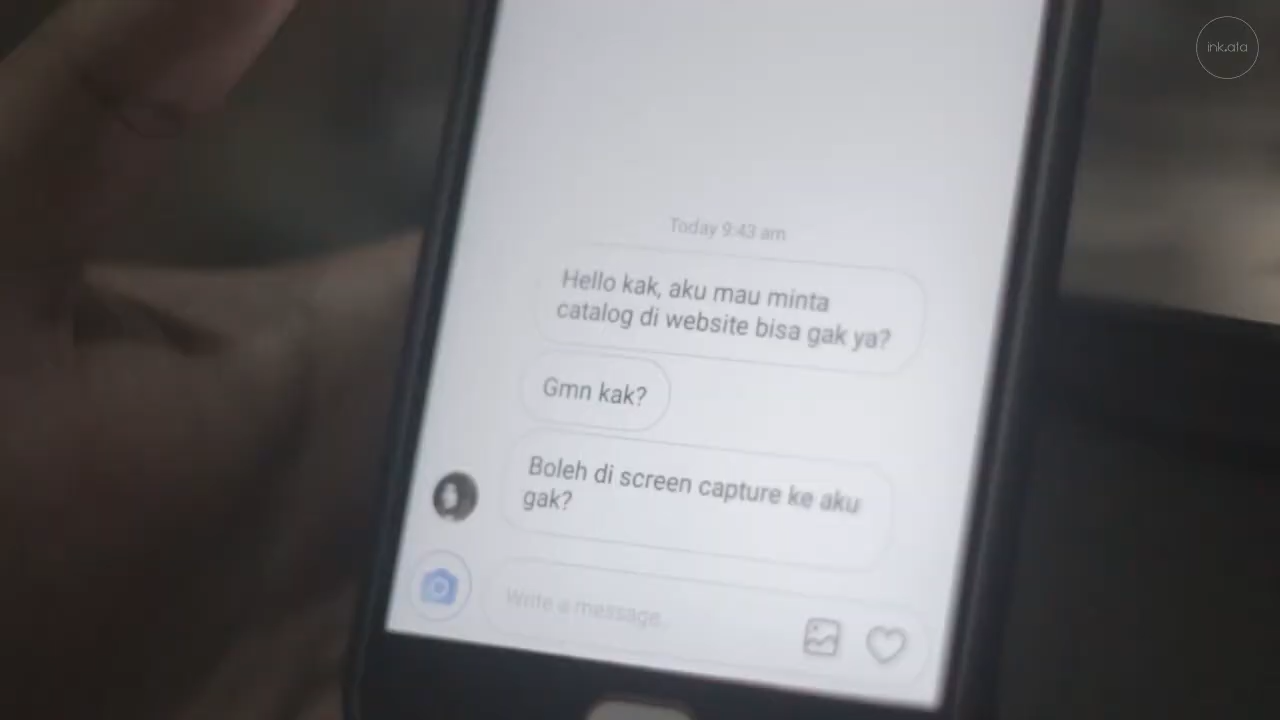 ink.ata
Today 9:43 am
Hello kak, aku mau minta
catalog di website bisa gak ya?
Gmn kak?
Boleh di screen capture ke aku
gak?
Write a message.